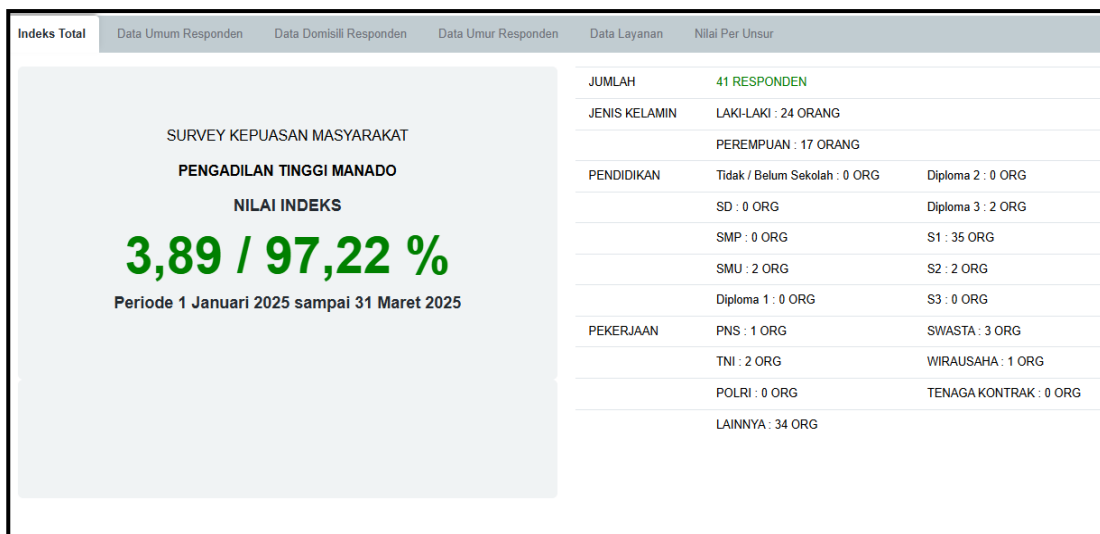 Indeks Total Data Umum Responden Data Domisili Responden Data Umur Responden Data Layanan Nilai Per Unsur
SURVEY KEPUASAN MASYARAKAT
PENGADILAN TINGGI MANADO
NILAI INDEKS
3,89 / 97,22 %
Periode 1 Januari 2025 sampai 31 Maret 2025
JUMLAH 41 RESPONDEN
JENIS KELAMIN LAKI-LAKI : 24 ORANG
PEREMPUAN : 17 ORANG
PENDIDIKAN Tidak / Belum Sekolah : 0 ORG Diploma 2 : 0 ORG
SD : 0 ORG Diploma 3 : 2 ORG
SMP : 0 ORG S1 : 35 ORG
SMU : 2 ORG S2 : 2 ORG
Diploma 1 : 0 ORG S3 : 0 ORG
PEKERJAAN PNS : 1 ORG SWASTA : 3 ORG
TNI : 2 ORG WIRAUSAHA : 1 ORG
POLRI : 0 ORG TENAGA KONTRAK : 0 ORG
LAINNYA : 34 ORG